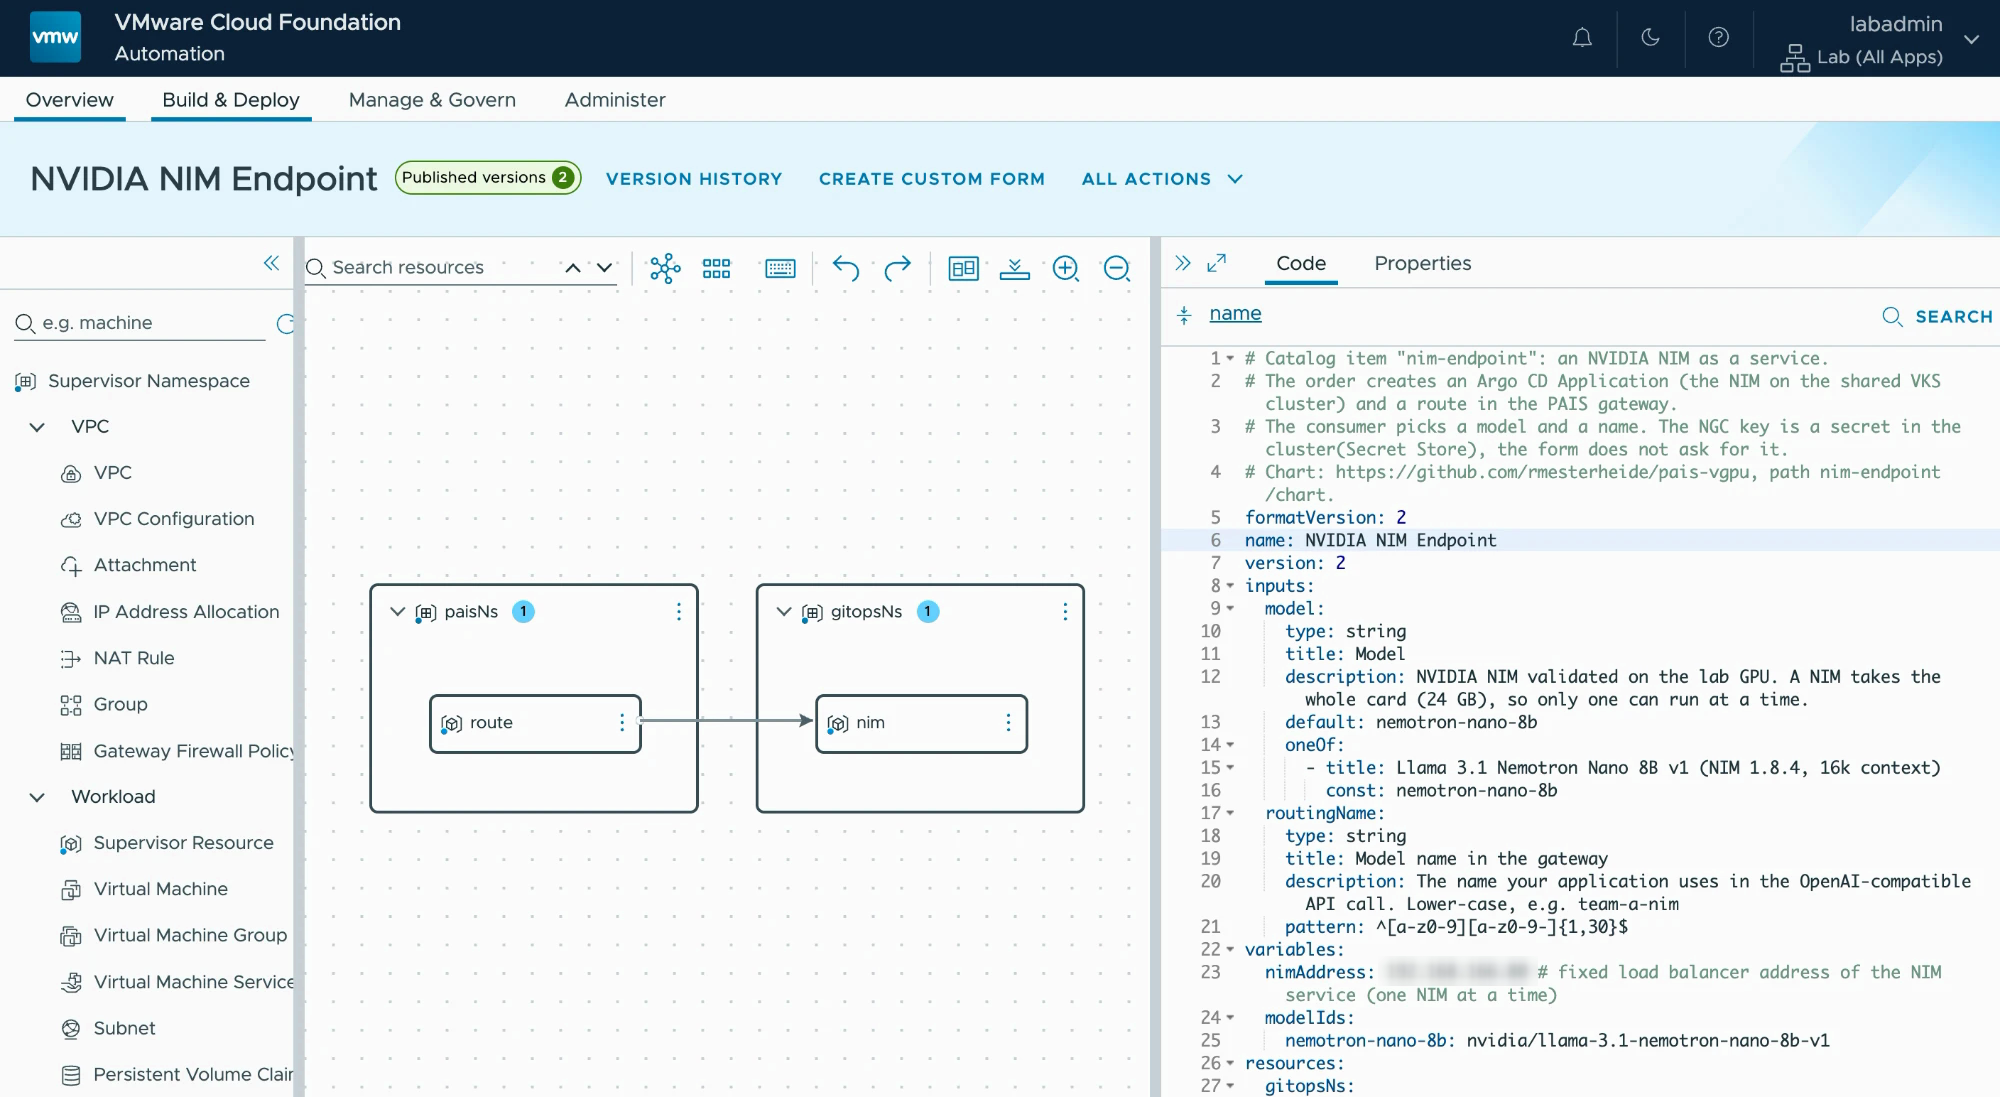 vmw
VMware Cloud Foundation
Automation
labadmin
Lab (All Apps)
Overview
Build & Deploy
Manage & Govern
Administer
NVIDIA NIM Endpoint
Published versions 2
VERSION HISTORY
CREATE CUSTOM FORM
ALL ACTIONS
Search resources
Code
Properties
e.g. machine
name
SEARCH
Supervisor Namespace
VPC
VPC
VPC Configuration
Attachment
IP Address Allocation
NAT Rule
Group
Gateway Firewall Policy
Workload
Supervisor Resource
Virtual Machine
Virtual Machine Group
Virtual Machine Service
Subnet
Persistent Volume Clai
paisNs 1
route
gitopsNs 1
nim
1 # Catalog item "nim-endpoint": an NVIDIA NIM as a service.
2 # The order creates an Argo CD Application (the NIM on the shared VKS
cluster) and a route in the PAIS gateway.
3 # The consumer picks a model and a name. The NGC key is a secret in the
cluster(Secret Store), the form does not ask for it.
4 # Chart: https://github.com/rmesterheide/pais-vgpu, path nim-endpoint
/chart.
5 formatVersion: 2
6 name: NVIDIA NIM Endpoint
7 version: 2
8 inputs:
9 model:
10 type: string
11 title: Model
12 description: NVIDIA NIM validated on the lab GPU. A NIM takes the
whole card (24 GB), so only one can run at a time.
13 default: nemotron-nano-8b
14 oneOf:
15 - title: Llama 3.1 Nemotron Nano 8B v1 (NIM 1.8.4, 16k context)
16 const: nemotron-nano-8b
17 routingName:
18 type: string
19 title: Model name in the gateway
20 description: The name your application uses in the OpenAI-compatible
API call. Lower-case, e.g. team-a-nim
21 pattern: ^[a-z0-9][a-z0-9-]{1,30}$
22 variables:
23 nimAddress: # fixed load balancer address of the NIM
service (one NIM at a time)
24 modelIds:
25 nemotron-nano-8b: nvidia/llama-3.1-nemotron-nano-8b-v1
26 resources:
27 gitopsNs: